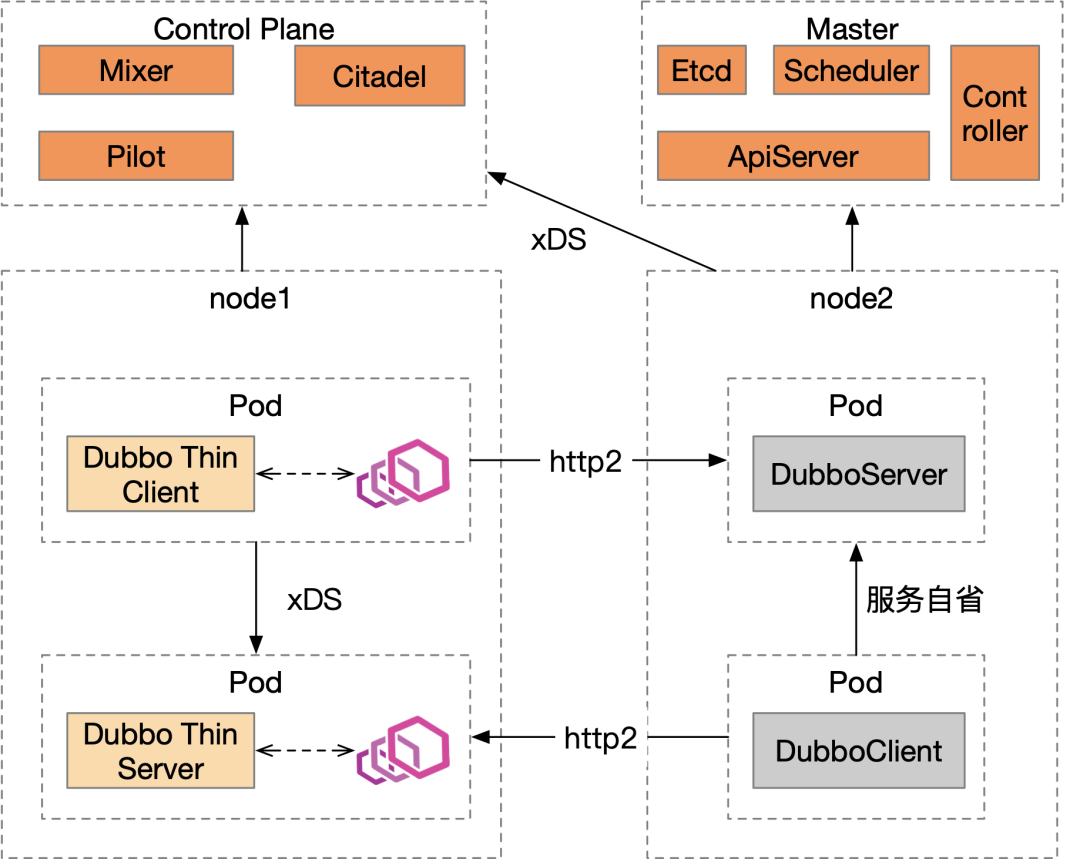 Control Plane
Mixer
Citadel
Pilot
Master
Etcd
Scheduler
Cont
roller
ApiServer
xDS
node1
node2
Pod
Dubbo Thin
Client
http2
Pod
DubboServer
xDS
服务自省
Pod
Dubbo Thin
Server
http2
Pod
DubboClient